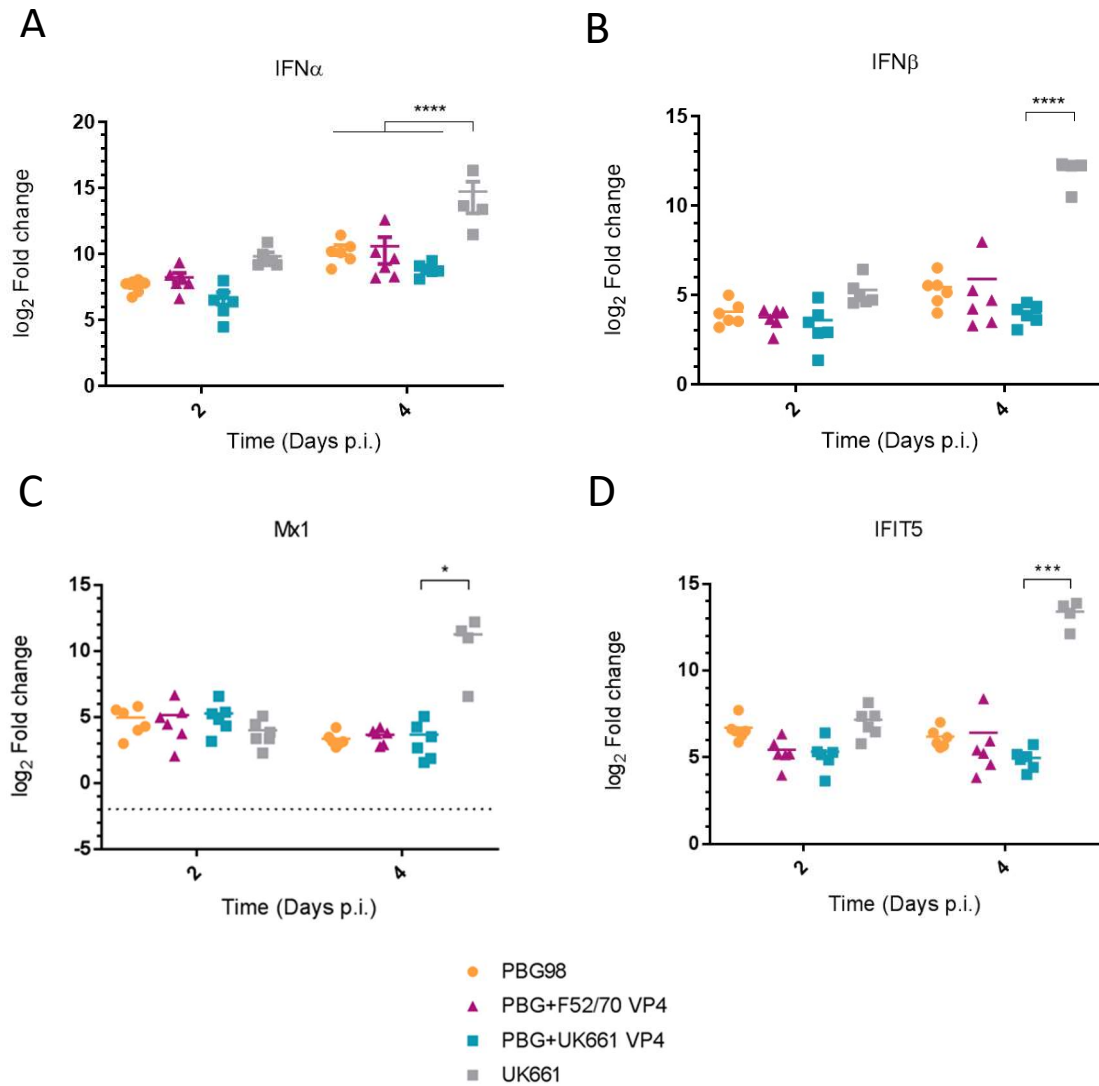 A
IFNα
****
20
15
10
5
0
log2 Fold change
2
4
Time (Days p.i.)
B
IFNβ
****
15
10
5
0
log2 Fold change
2
4
Time (Days p.i.)
C
Mx1
*
15
10
5
0
-5
log2 Fold change
2
4
Time (Days p.i.)
D
IFIT5
***
15
10
5
0
log2 Fold change
2
4
Time (Days p.i.)
PBG98
PBG+F52/70 VP4
PBG+UK661 VP4
UK661